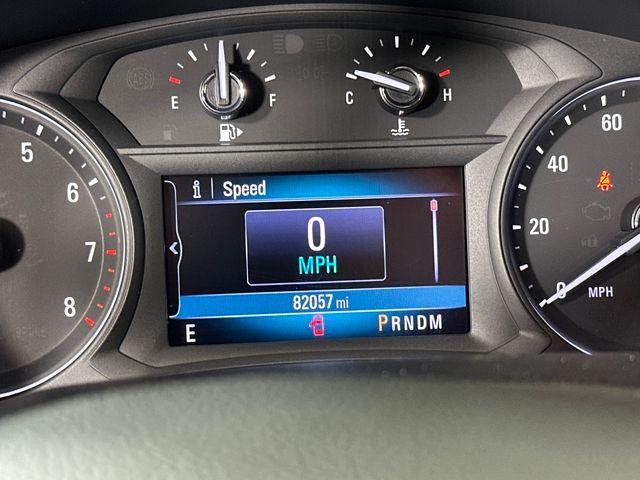 E F
C H
5
6
7
8
i Speed
0
MPH
82057 mi
E PRNDM
60
40
20
0
MPH